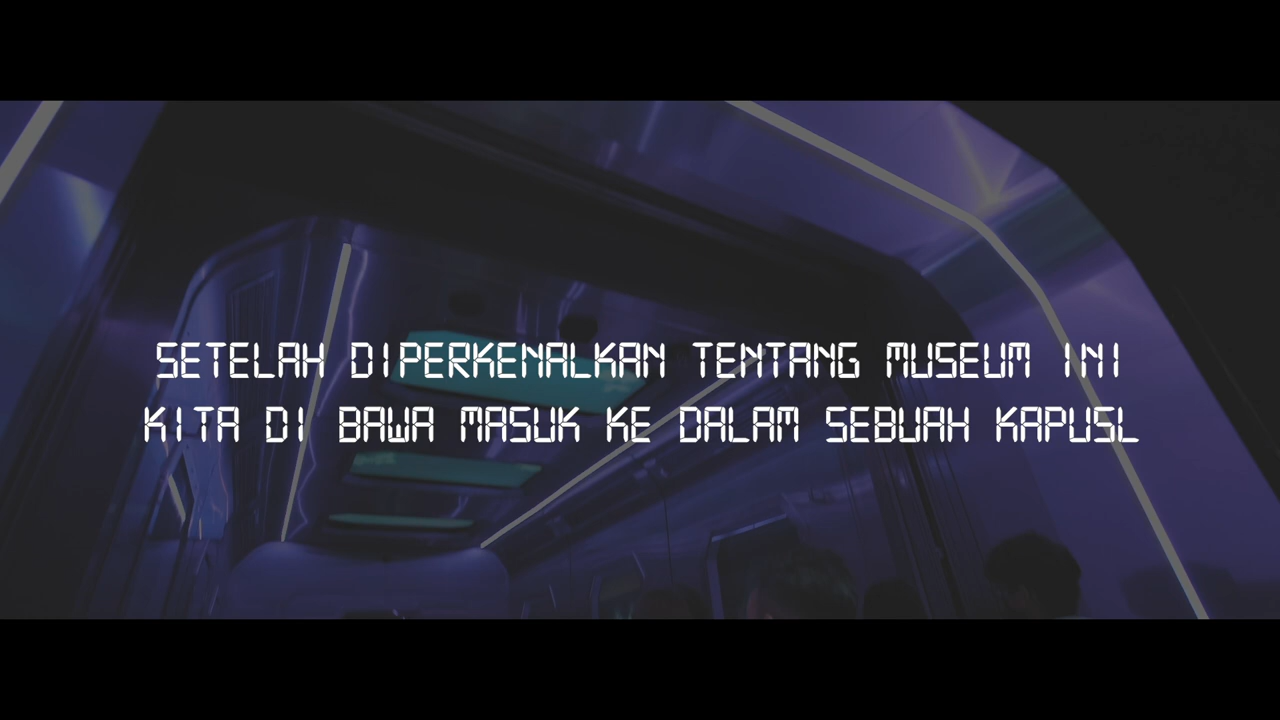 SETELAH DIPERKENALKAN TENTANG MUSEUM INI
KITA DI BAWA MASUK KE DALAM SEBUAH KAPUSL